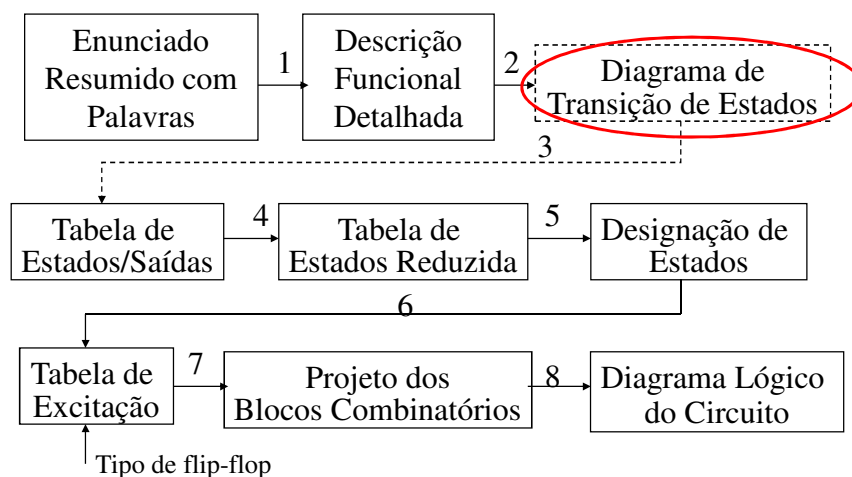 Enunciado
Resumido com
Palavras
1
Descrição
Funcional
Detalhada
2
Diagrama de
Transição de Estados
3
Tabela de
Estados/Saídas
4
Tabela de
Estados Reduzida
5
Designação de
Estados
6
Tabela de
Excitação
7
Projeto dos
Blocos Combinatórios
8
Diagrama Lógico
do Circuito
Tipo de flip-flop